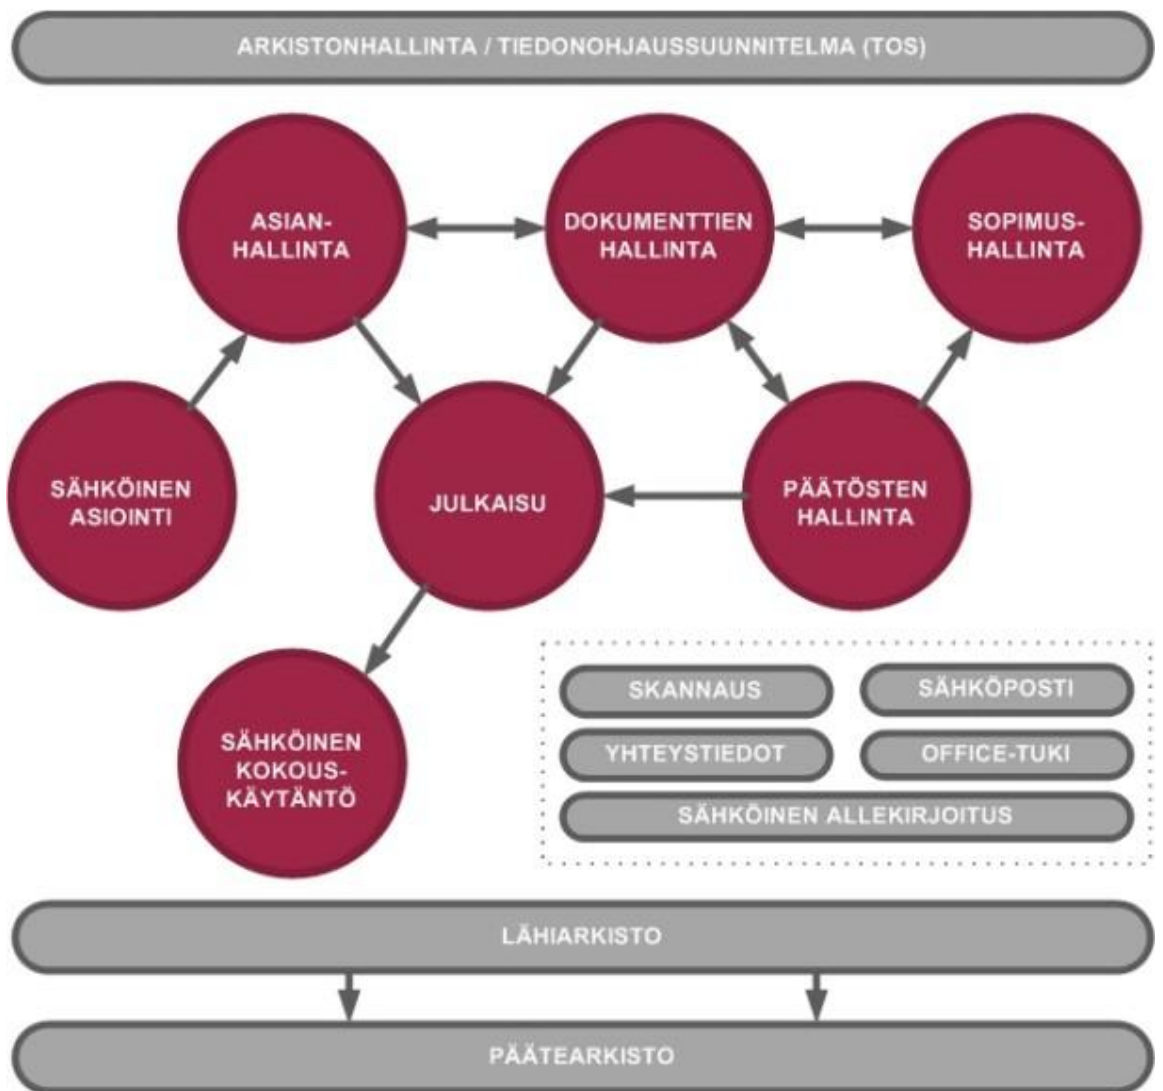 ARKISTONHALLINTA / TIEDONOHJAUSSUUNNITELMA (TOS)
ASIAN-
HALLINTA
DOKUMENTTIEN
HALLINTA
SOPIMUS-
HALLINTA
SÄHKÖINEN
ASIOINTI
JULKAISU
PÄÄTÖSTEN
HALLINTA
SÄHKÖINEN
KOKOUS-
KÄYTÄNTÖ
SKANNAUS
SÄHKÖPOSTI
YHTEYSTIEDOT
OFFICE-TUKI
SÄHKÖINEN ALLEKIRJOITUS
LÄHIARKISTO
PÄÄTEARKISTO